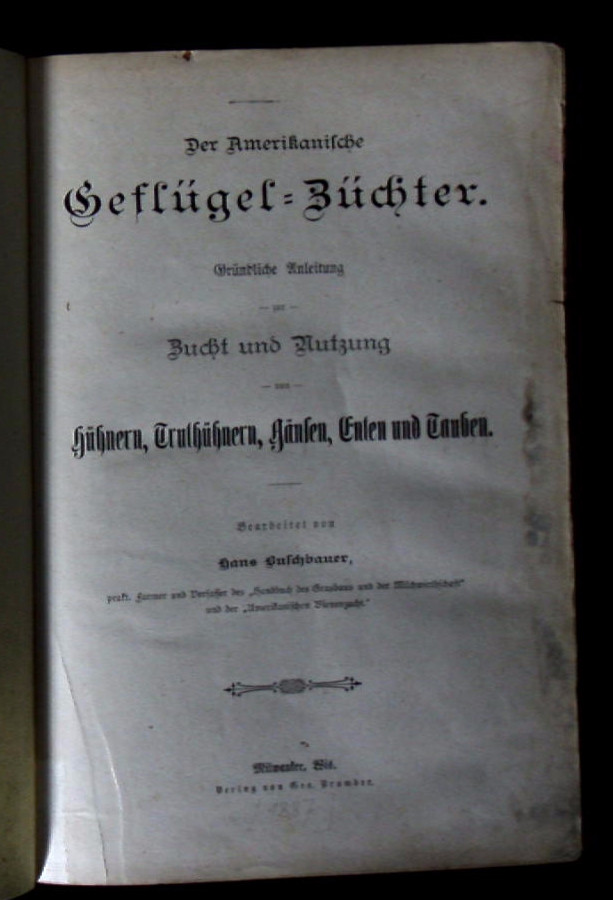 Der Amerikanische
Geflügel-Züchter.
Gründliche Anleitung
— zur —
Zucht und Nutzung
— von —
Hühnern, Truthühnern, Gänsen, Enten und Tauben.
Bearbeitet von
Hans Buschbauer,
prakt. Farmer und Verfasser des „Handbuch des Grasbaus und der Milchwirthschaft“
und der „Amerikanischen Bienenzucht.“
Milwaukee, Wis.
Verlag von Geo. Brumder.
1887